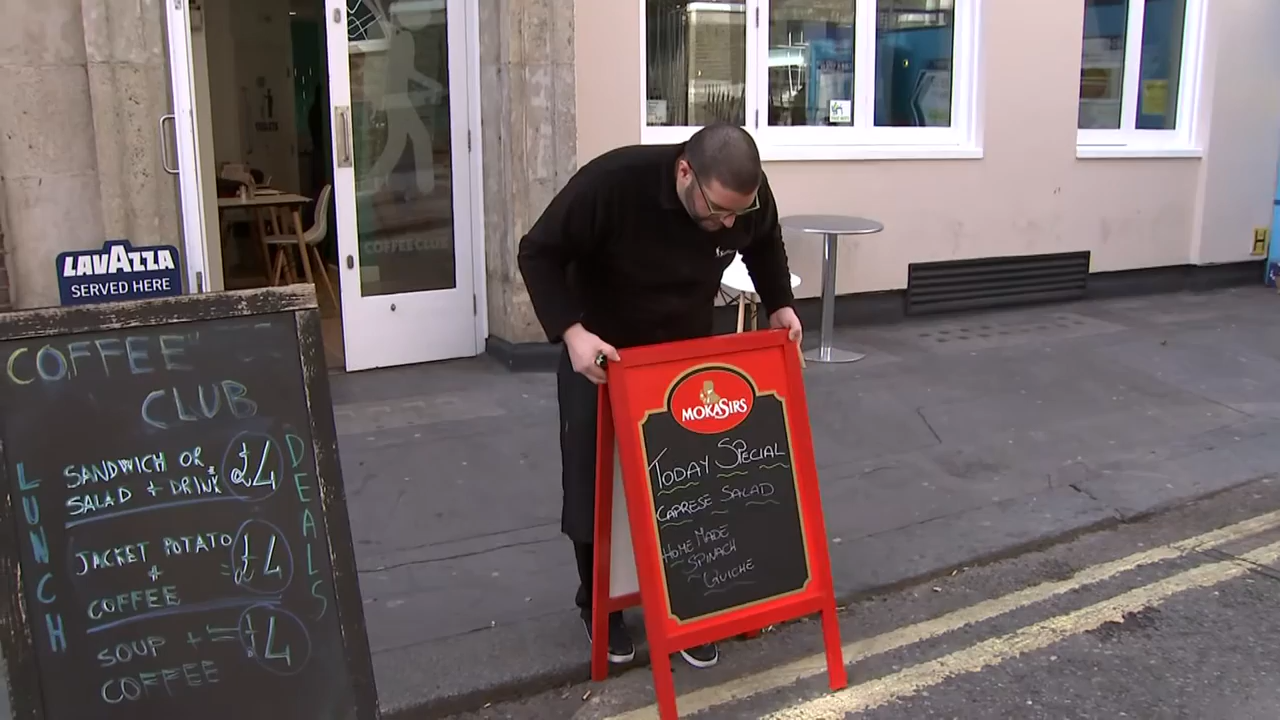 LAVAZZA
SERVED HERE
COFFEE CLUB
COFFEE
CLUB
LUNCH
DEALS
SANDWICH OR
SALAD + DRINK £4
JACKET POTATO
+
COFFEE = £4
SOUP + = £4
COFFEE
MOKASIRS
TODAY SPECIAL
CAPRESE SALAD
HOME MADE
SPINACH
QUICHE
H